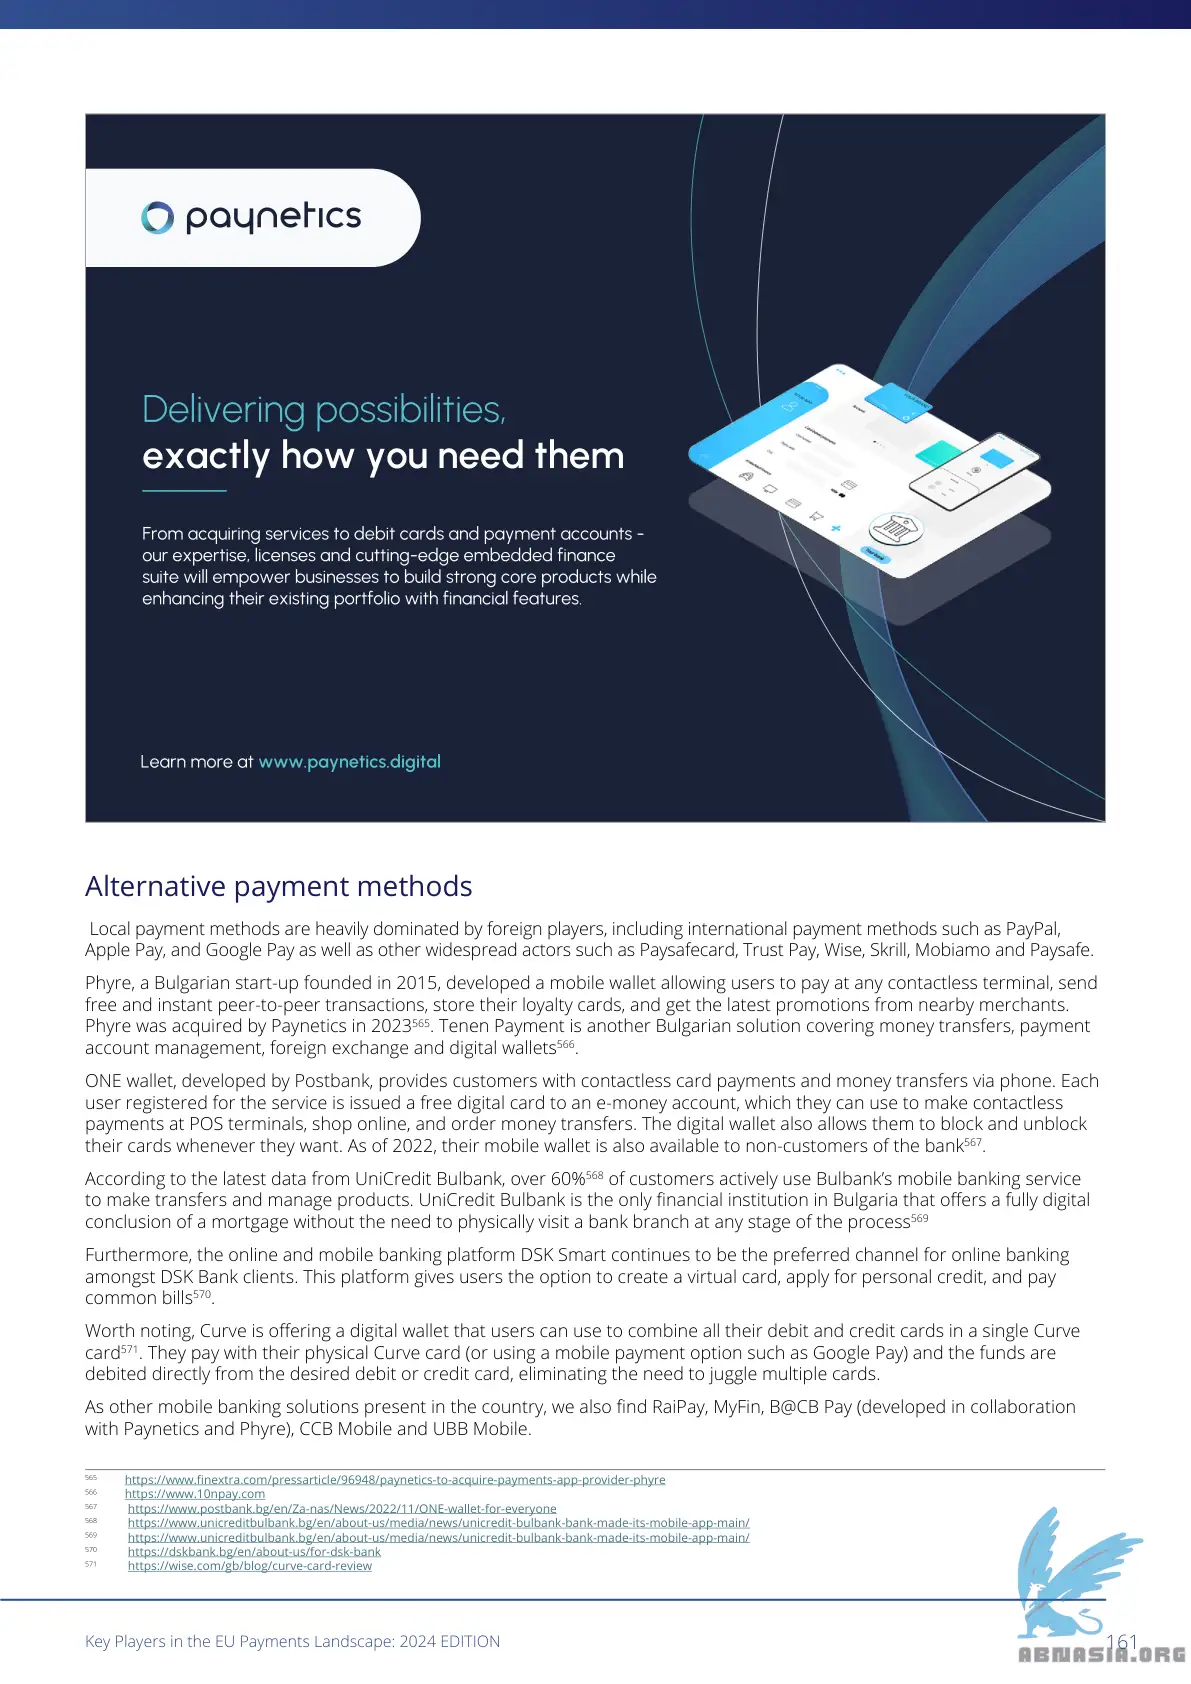 paynetics
Delivering possibilities,
exactly how you need them
From acquiring services to debit cards and payment accounts -
our expertise, licenses and cutting-edge embedded finance
suite will empower businesses to build strong core products while
enhancing their existing portfolio with financial features.
Learn more at www.paynetics.digital
Alternative payment methods
Local payment methods are heavily dominated by foreign players, including international payment methods such as PayPal,
Apple Pay, and Google Pay as well as other widespread actors such as Paysafecard, Trust Pay, Wise, Skrill, Mobiamo and Paysafe.
Phyre, a Bulgarian start-up founded in 2015, developed a mobile wallet allowing users to pay at any contactless terminal, send
free and instant peer-to-peer transactions, store their loyalty cards, and get the latest promotions from nearby merchants.
Phyre was acquired by Paynetics in 2023565. Tenen Payment is another Bulgarian solution covering money transfers, payment
account management, foreign exchange and digital wallets566.
ONE wallet, developed by Postbank, provides customers with contactless card payments and money transfers via phone. Each
user registered for the service is issued a free digital card to an e-money account, which they can use to make contactless
payments at POS terminals, shop online, and order money transfers. The digital wallet also allows them to block and unblock
their cards whenever they want. As of 2022, their mobile wallet is also available to non-customers of the bank567.
According to the latest data from UniCredit Bulbank, over 60%568 of customers actively use Bulbank’s mobile banking service
to make transfers and manage products. UniCredit Bulbank is the only financial institution in Bulgaria that offers a fully digital
conclusion of a mortgage without the need to physically visit a bank branch at any stage of the process569
Furthermore, the online and mobile banking platform DSK Smart continues to be the preferred channel for online banking
amongst DSK Bank clients. This platform gives users the option to create a virtual card, apply for personal credit, and pay
common bills570.
Worth noting, Curve is offering a digital wallet that users can use to combine all their debit and credit cards in a single Curve
card571. They pay with their physical Curve card (or using a mobile payment option such as Google Pay) and the funds are
debited directly from the desired debit or credit card, eliminating the need to juggle multiple cards.
As other mobile banking solutions present in the country, we also find RaiPay, MyFin, B@CB Pay (developed in collaboration
with Paynetics and Phyre), CCB Mobile and UBB Mobile.
565 https://www.finextra.com/pressarticle/96948/paynetics-to-acquire-payments-app-provider-phyre
566 https://www.10npay.com
567 https://www.postbank.bg/en/Za-nas/News/2022/11/ONE-wallet-for-everyone
568 https://www.unicreditbulbank.bg/en/about-us/media/news/unicredit-bulbank-bank-made-its-mobile-app-main/
569 https://www.unicreditbulbank.bg/en/about-us/media/news/unicredit-bulbank-bank-made-its-mobile-app-main/
570 https://dskbank.bg/en/about-us/for-dsk-bank
571 https://wise.com/gb/blog/curve-card-review
Key Players in the EU Payments Landscape: 2024 EDITION
161
ABNASIA.ORG